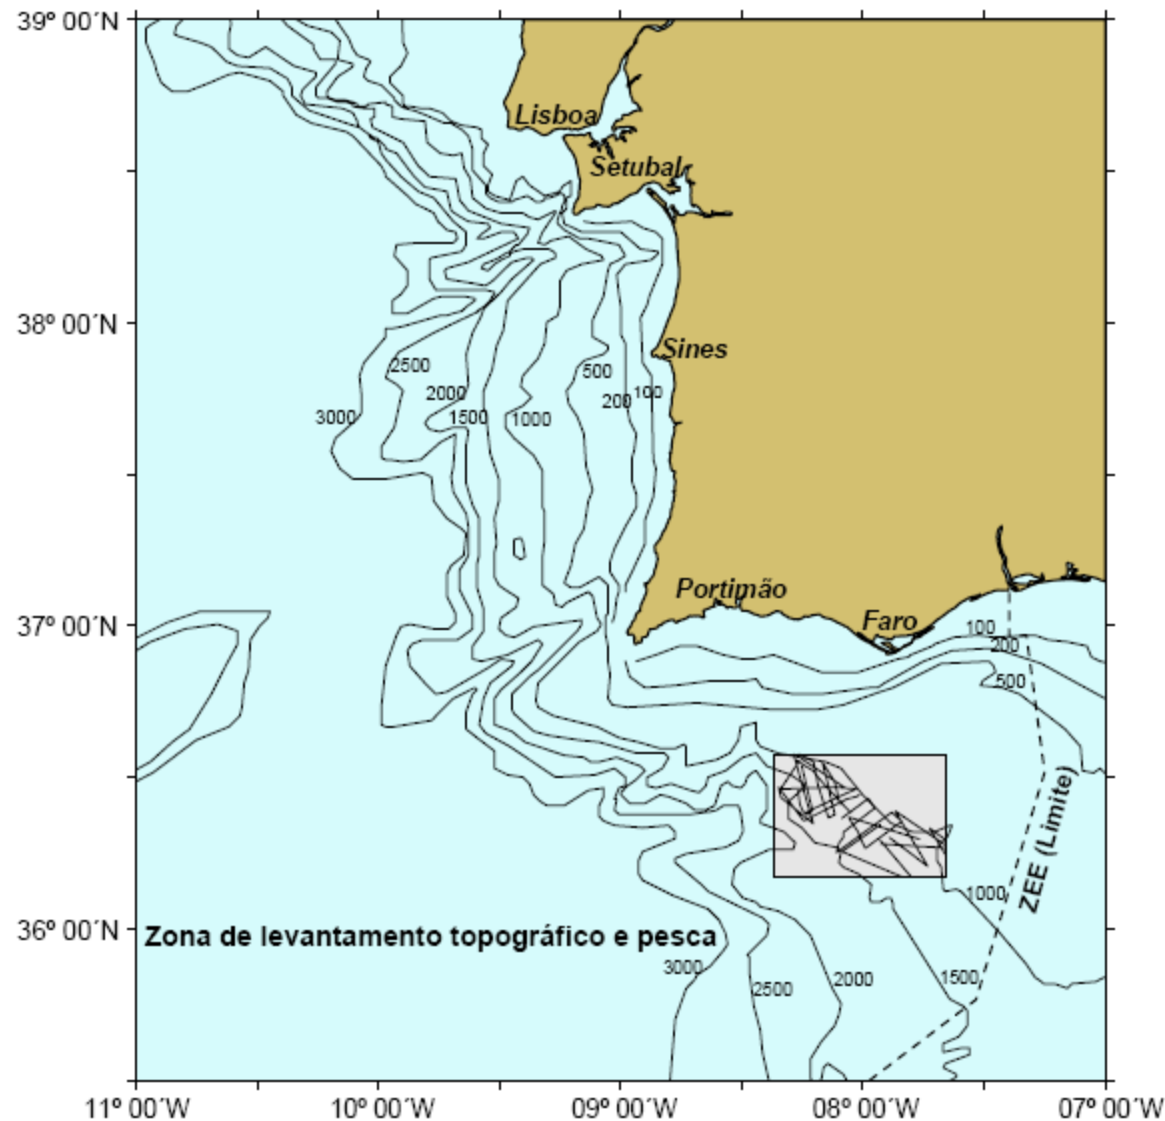 39º 00´N
Lisboa
Setubal
38º 00´N
Sines
2500
500
2000
200
100
3000
1500
1000
Portimão
37º 00´N
Faro
100
200
500
ZEE (Limite)
1000
36º 00´N
Zona de levantamento topográfico e pesca
3000
2500
2000
1500
11º 00´W
10º 00´W
09º 00´W
08º 00´W
07º 00´W